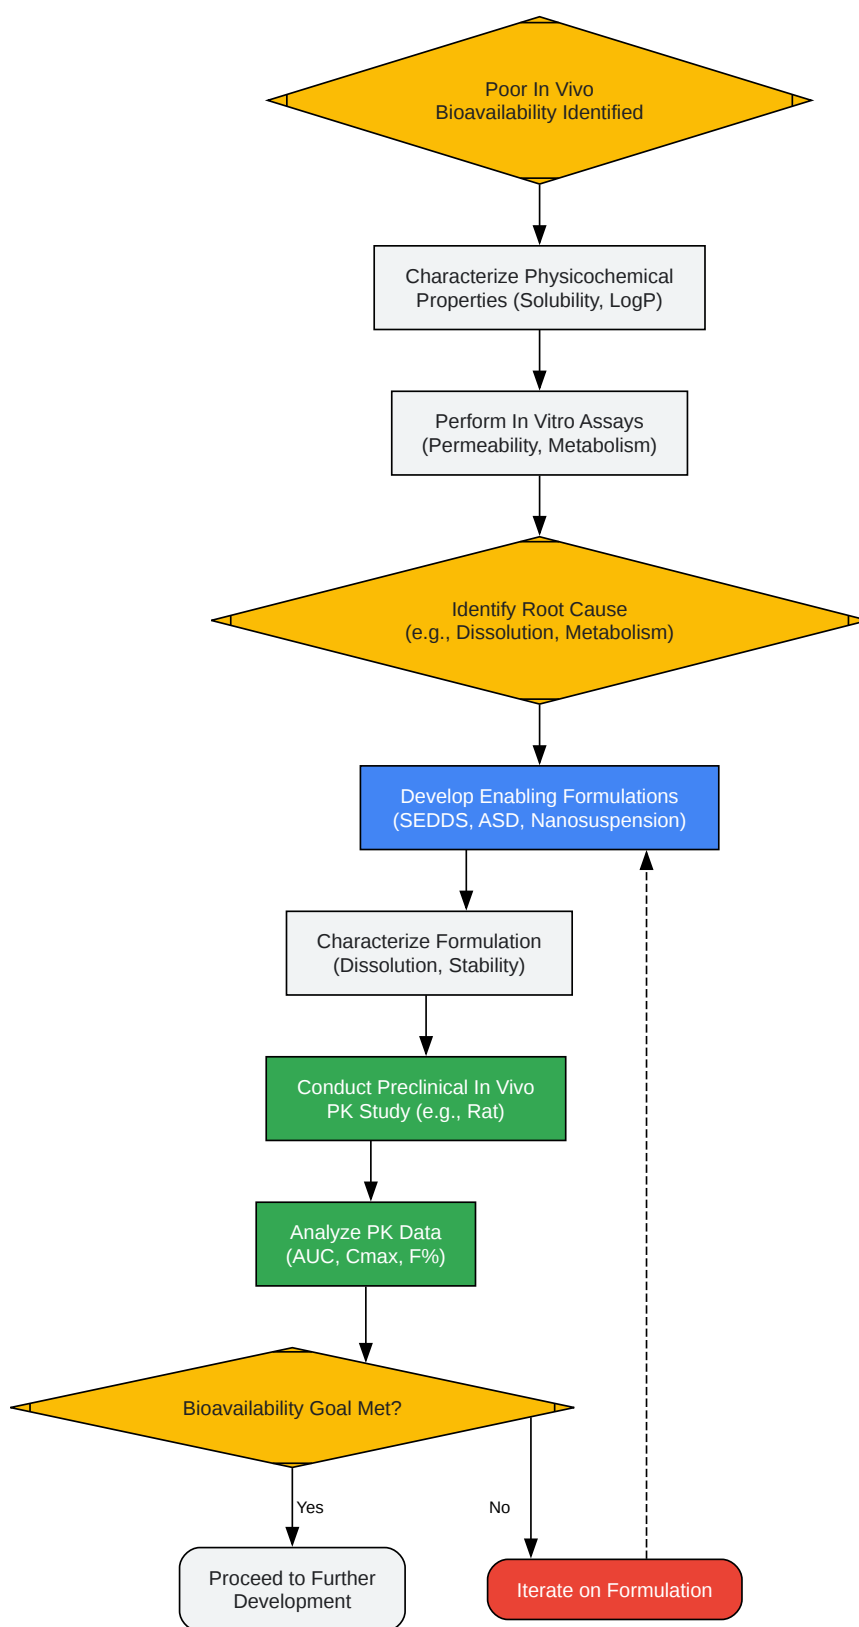 Poor In Vivo
Bioavailability Identified
Characterize Physicochemical
Properties (Solubility, LogP)
Perform In Vitro Assays
(Permeability, Metabolism)
Identify Root Cause
(e.g., Dissolution, Metabolism)
Develop Enabling Formulations
(SEDDS, ASD, Nanosuspension)
Characterize Formulation
(Dissolution, Stability)
Conduct Preclinical In Vivo
PK Study (e.g., Rat)
Analyze PK Data
(AUC, Cmax, F%)
Bioavailability Goal Met?
Yes
No
Proceed to Further
Development
Iterate on Formulation